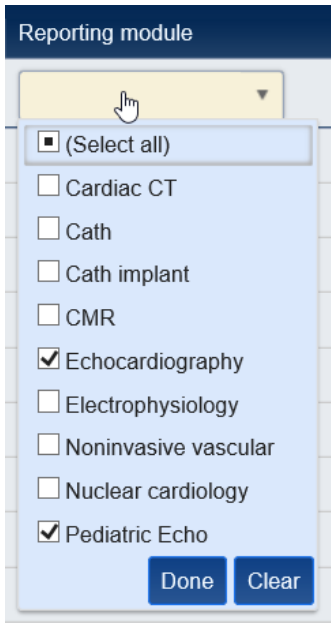 Reporting module
(Select all)
Cardiac CT
Cath
Cath implant
CMR
Echocardiography
Electrophysiology
Noninvasive vascular
Nuclear cardiology
Pediatric Echo
Done Clear